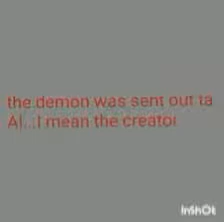 the demon was sent out ta
Al...I mean the creator
InShOt